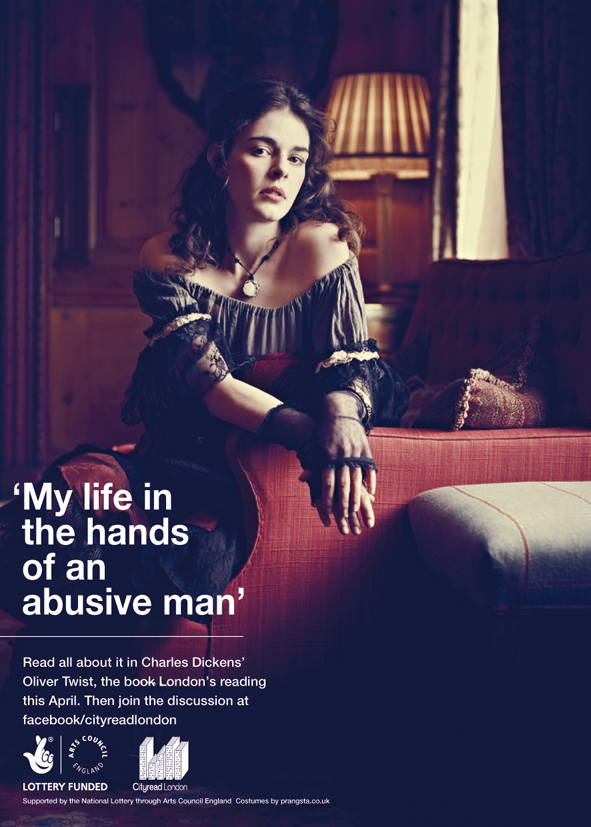 ‘My life in
the hands
of an
abusive man’
Read all about it in Charles Dickens’
Oliver Twist, the book London’s reading
this April. Then join the discussion at
facebook/cityreadlondon
ARTS COUNCIL
ENGLAND
LOTTERY FUNDED
Cityread London
Supported by the National Lottery through Arts Council England Costumes by prangsta.co.uk